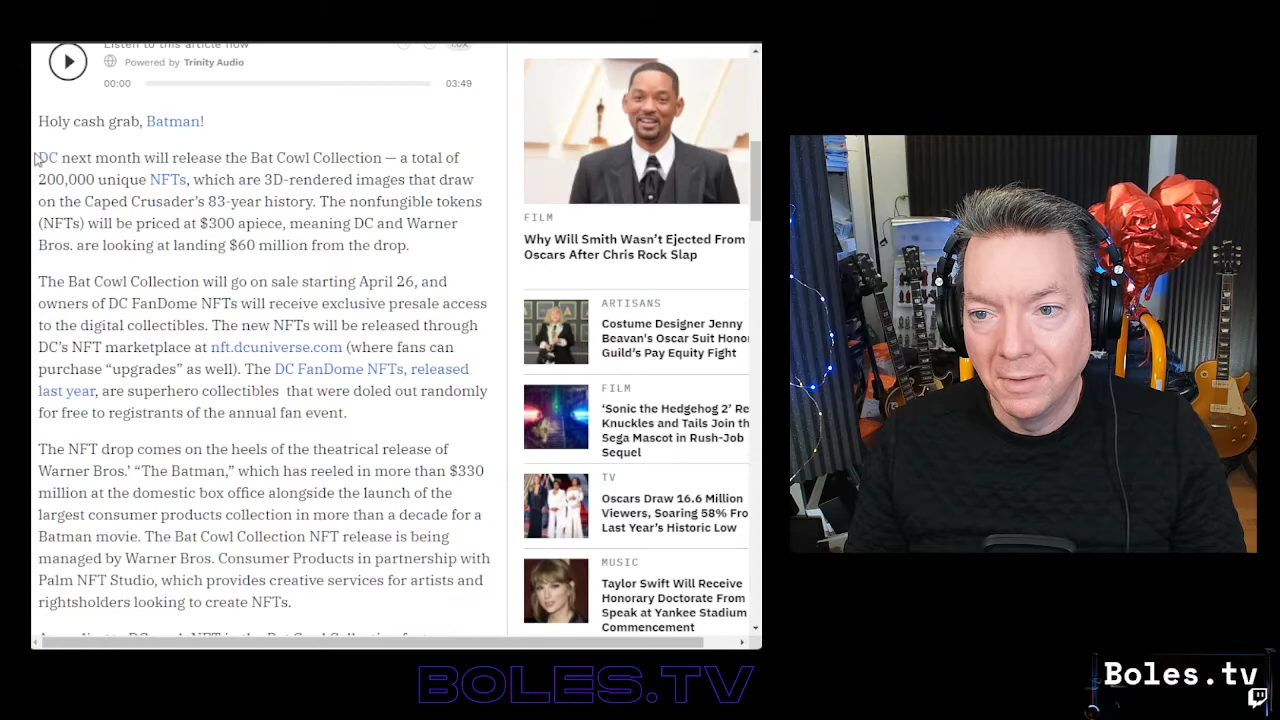 Listen to this article now
1.0x
Powered by Trinity Audio
00:00
03:49
Holy cash grab, Batman!
DC next month will release the Bat Cowl Collection — a total of
200,000 unique NFTs, which are 3D-rendered images that draw
on the Caped Crusader's 83-year history. The nonfungible tokens
(NFTs) will be priced at $300 apiece, meaning DC and Warner
Bros. are looking at landing $60 million from the drop.
The Bat Cowl Collection will go on sale starting April 26, and
owners of DC FanDome NFTs will receive exclusive presale access
to the digital collectibles. The new NFTs will be released through
DC's NFT marketplace at nft.dcuniverse.com (where fans can
purchase “upgrades” as well). The DC FanDome NFTs, released
last year, are superhero collectibles that were doled out randomly
for free to registrants of the annual fan event.
The NFT drop comes on the heels of the theatrical release of
Warner Bros.' “The Batman,” which has reeled in more than $330
million at the domestic box office alongside the launch of the
largest consumer products collection in more than a decade for a
Batman movie. The Bat Cowl Collection NFT release is being
managed by Warner Bros. Consumer Products in partnership with
Palm NFT Studio, which provides creative services for artists and
rightsholders looking to create NFTs.
FILM
Why Will Smith Wasn't Ejected From
Oscars After Chris Rock Slap
ARTISANS
Costume Designer Jenny
Beavan's Oscar Suit Hono
Guild's Pay Equity Fight
FILM
‘Sonic the Hedgehog 2’ Re
Knuckles and Tails Join th
Sega Mascot in Rush-Job
Sequel
TV
Oscars Draw 16.6 Million
Viewers, Soaring 58% Fro
Last Year's Historic Low
MUSIC
Taylor Swift Will Receive
Honorary Doctorate From
Speak at Yankee Stadium
Commencement
BOLES.TV
Boles.tv